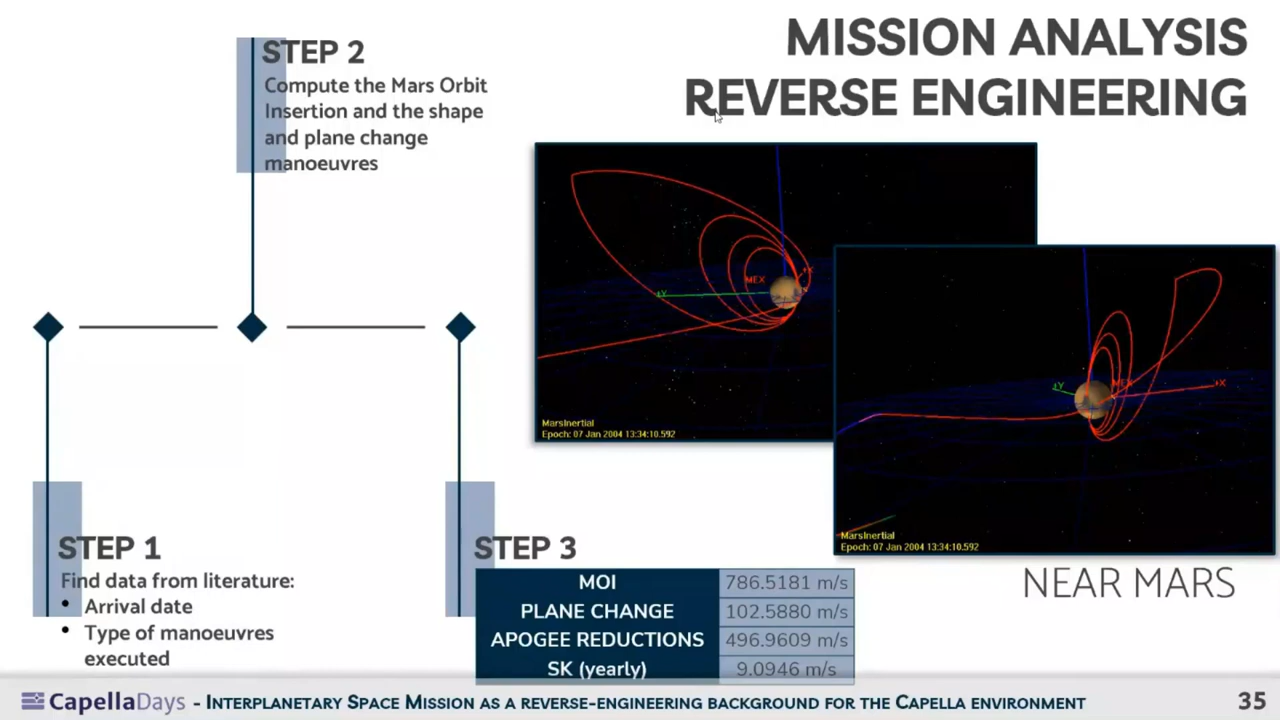 MISSION ANALYSIS
REVERSE ENGINEERING
STEP 2
Compute the Mars Orbit
Insertion and the shape
and plane change
manoeuvres
MEX
+Y
+X
MarsInertial
Epoch: 07 Jan 2004 13:34:10.592
+Y
MEX
+X
MarsInertial
Epoch: 07 Jan 2004 13:34:10.592
NEAR MARS
STEP 1
Find data from literature:
• Arrival date
• Type of manoeuvres
executed
STEP 3
MOI 786.5181 m/s
PLANE CHANGE 102.5880 m/s
APOGEE REDUCTIONS 496.9609 m/s
SK (yearly) 9.0946 m/s
CapellaDays - INTERPLANETARY SPACE MISSION AS A REVERSE-ENGINEERING BACKGROUND FOR THE CAPELLA ENVIRONMENT 35